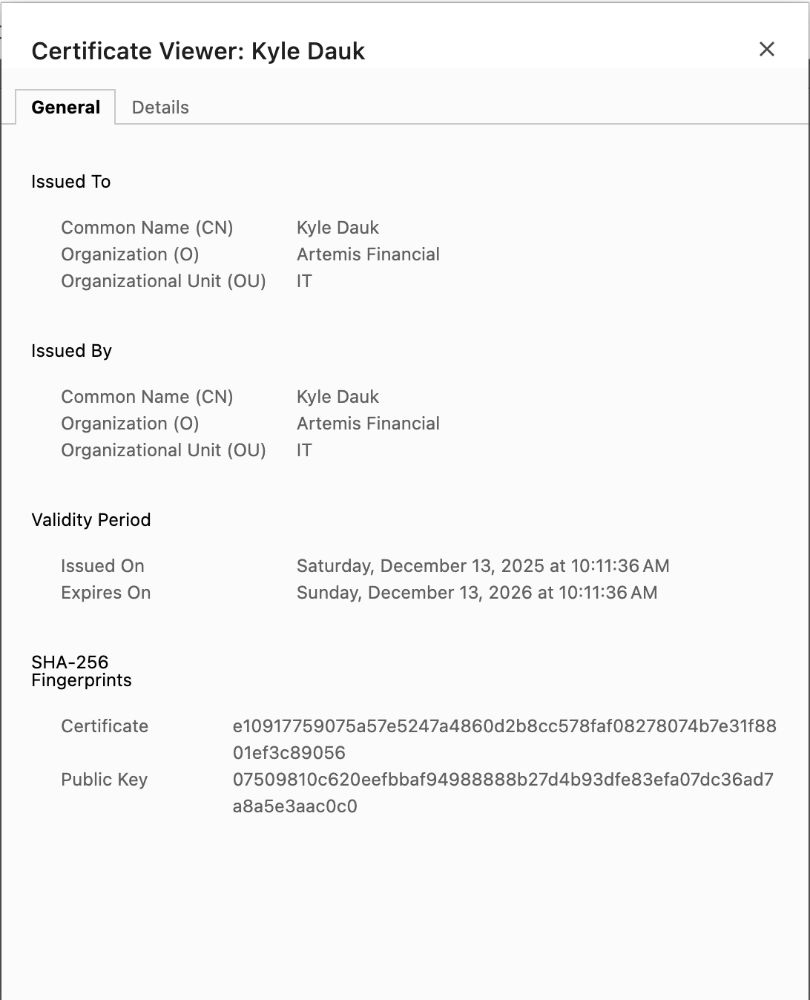 Certificate Viewer: Kyle Dauk
General Details
Issued To
Common Name (CN) Kyle Dauk
Organization (O) Artemis Financial
Organizational Unit (OU) IT
Issued By
Common Name (CN) Kyle Dauk
Organization (O) Artemis Financial
Organizational Unit (OU) IT
Validity Period
Issued On Saturday, December 13, 2025 at 10:11:36 AM
Expires On Sunday, December 13, 2026 at 10:11:36 AM
SHA-256
Fingerprints
Certificate e10917759075a57e5247a4860d2b8cc578faf08278074b7e31f88
01ef3c89056
Public Key 07509810c620eefbbaf94988888b27d4b93dfe83efa07dc36ad7
a8a5e3aac0c0